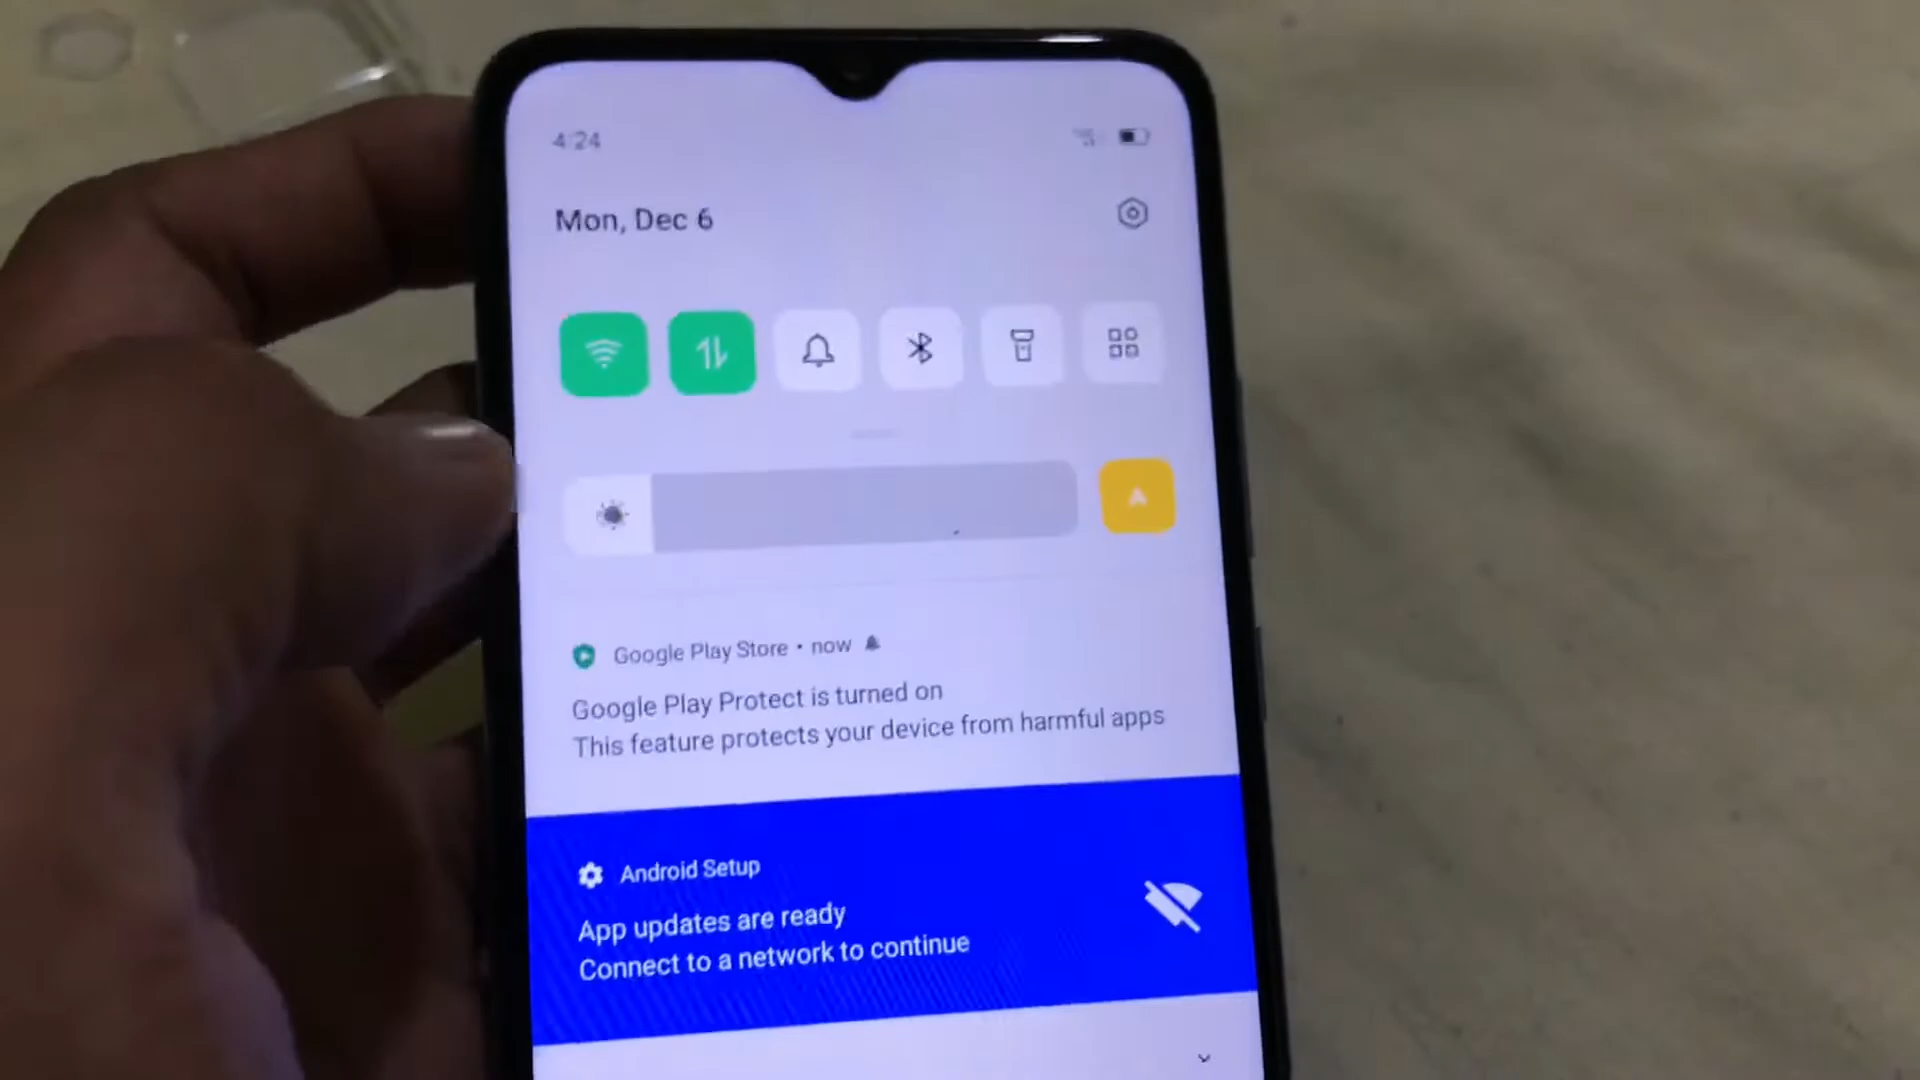 4:24
Mon, Dec 6
A
Google Play Store • now
Google Play Protect is turned on
This feature protects your device from harmful apps
Android Setup
App updates are ready
Connect to a network to continue